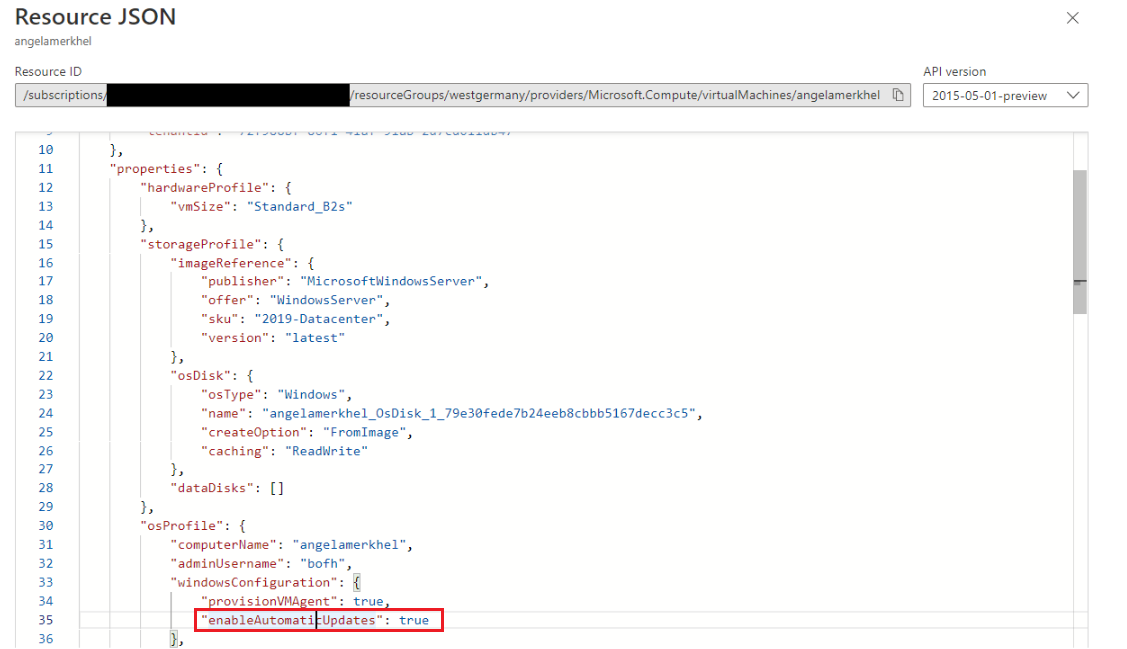 Resource JSON
angelamerkhel
Resource ID
API version
/subscriptions/ /resourceGroups/westgermany/providers/Microsoft.Compute/virtualMachines/angelamerkhel
2015-05-01-preview
10 },
11 "properties": {
12 "hardwareProfile": {
13 "vmSize": "Standard_B2s"
14 },
15 "storageProfile": {
16 "imageReference": {
17 "publisher": "MicrosoftWindowsServer",
18 "offer": "WindowsServer",
19 "sku": "2019-Datacenter",
20 "version": "latest"
21 },
22 "osDisk": {
23 "osType": "Windows",
24 "name": "angelamerkhel_OsDisk_1_79e30fede7b24eeb8cbbb5167decc3c5",
25 "createOption": "FromImage",
26 "caching": "ReadWrite"
27 },
28 "dataDisks": []
29 },
30 "osProfile": {
31 "computerName": "angelamerkhel",
32 "adminUsername": "bofh",
33 "windowsConfiguration": {
34 "provisionVMAgent": true,
35 "enableAutomaticUpdates": true
36 },